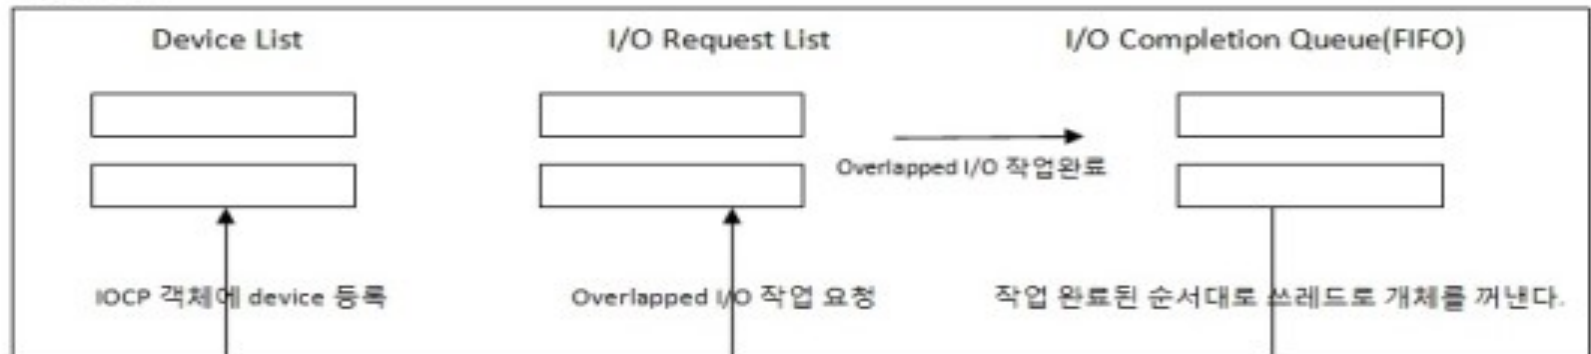 Device List
I/O Request List
I/O Completion Queue(FIFO)
Overlapped I/O 작업완료
IOCP 객체에 device 등록
Overlapped I/O 작업 요청
작업 완료된 순서대로 쓰레드로 개체를 꺼낸다.